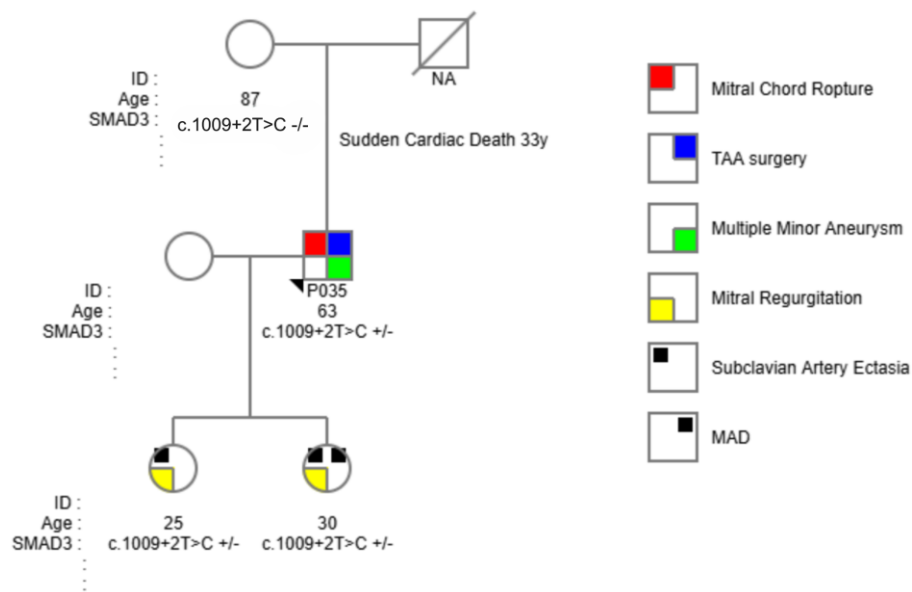 NA
ID :
Age : 87
SMAD3 : c.1009+2T>C -/-
Sudden Cardiac Death 33y
P035
ID :
Age : 63
SMAD3 : c.1009+2T>C +/-
ID :
Age : 25 30
SMAD3 : c.1009+2T>C +/- c.1009+2T>C +/-
Mitral Chord Ropture
TAA surgery
Multiple Minor Aneurysm
Mitral Regurgitation
Subclavian Artery Ectasia
MAD